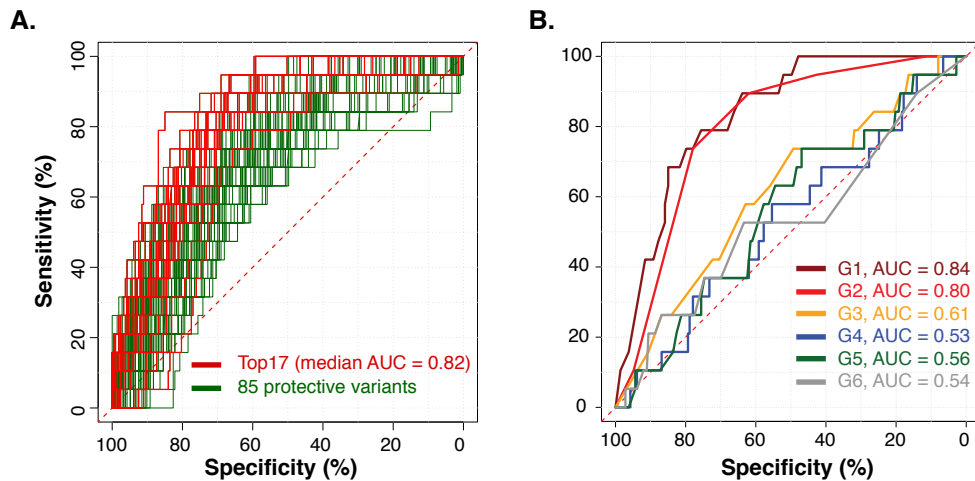 A.
100
80
60
40
20
0
Sensitivity (%)
100 80 60 40 20 0
Specificity (%)
Top17 (median AUC = 0.82)
85 protective variants
B.
100
80
60
40
20
0
100 80 60 40 20 0
Specificity (%)
G1, AUC = 0.84
G2, AUC = 0.80
G3, AUC = 0.61
G4, AUC = 0.53
G5, AUC = 0.56
G6, AUC = 0.54